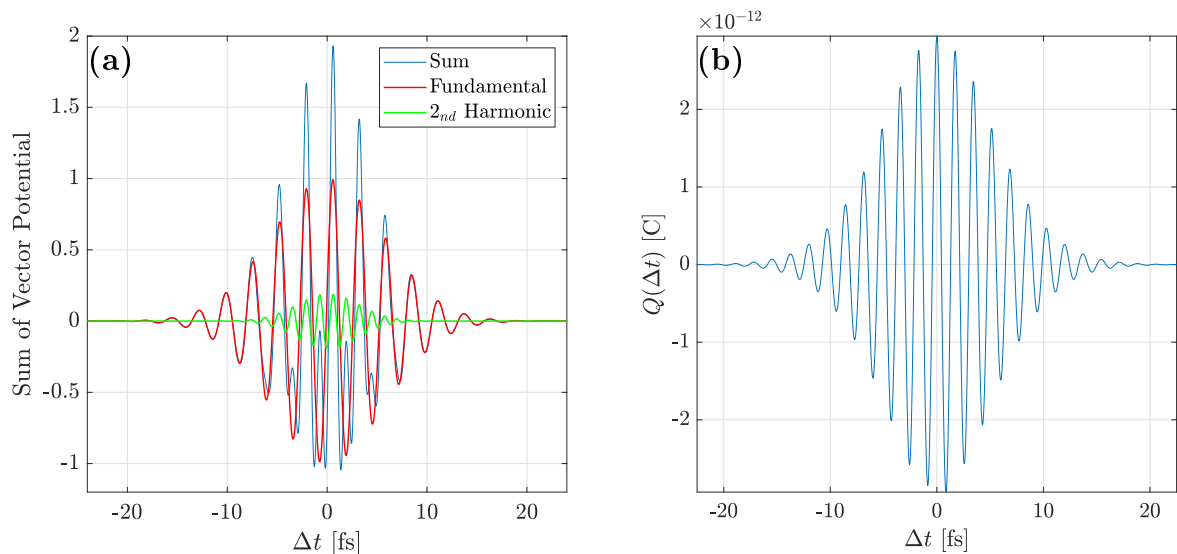 (a)
Sum of Vector Potential
2
1.5
1
0.5
0
-0.5
-1
Sum
Fundamental
2nd Harmonic
-20
-10
0
10
20
Δt [fs]
(b)
×10−12
Q(Δt) [C]
2
1
0
-1
-2
-20
-10
0
10
20
Δt [fs]